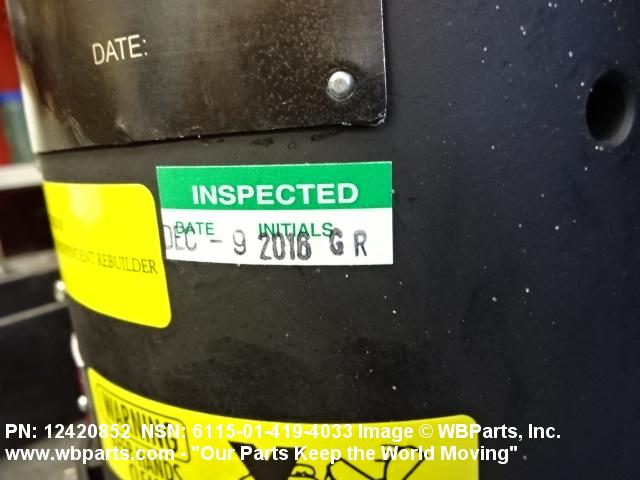 DATE:
INSPECTED
DATE INITIALS
DEC - 9 2016 G R
REBUILDER
WARNING
HANDS
PN: 12420852 NSN: 6115-01-419-4033 Image © WBParts, Inc.
www.wbparts.com - "Our Parts Keep the World Moving"